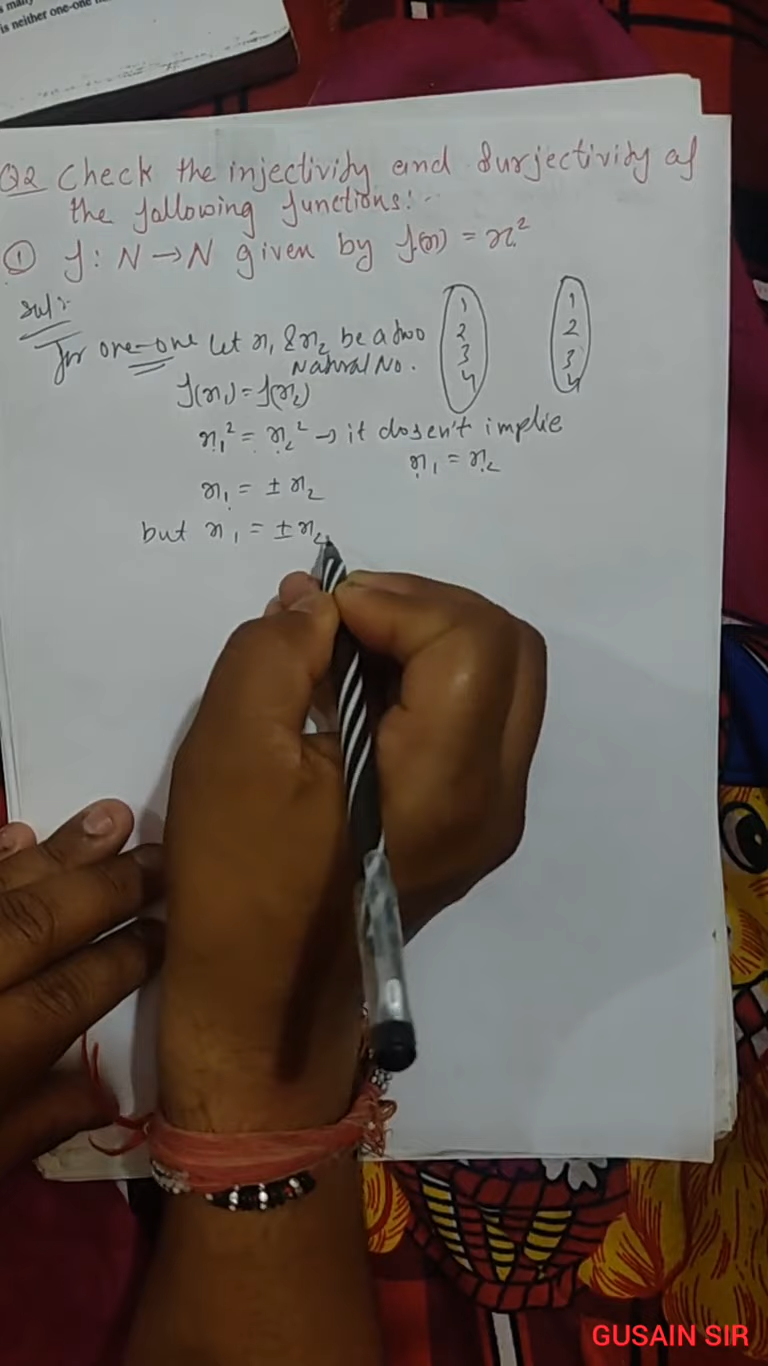 s many
is neither one-one
Q2 Check the injectivity and Surjectivity of
the following functions:-
① f: N → N given by f(x) = x²
Sol:-
For one-one Let x₁ & x₂ be a two
Natural No.
1
2
3
4
1
2
3
4
f(x₁) = f(x₂)
x₁² = x₂² → it dosen't implie
x₁ = x₂
x₁ = ± x₂
but x₁ = ± x₂
GUSAIN SIR